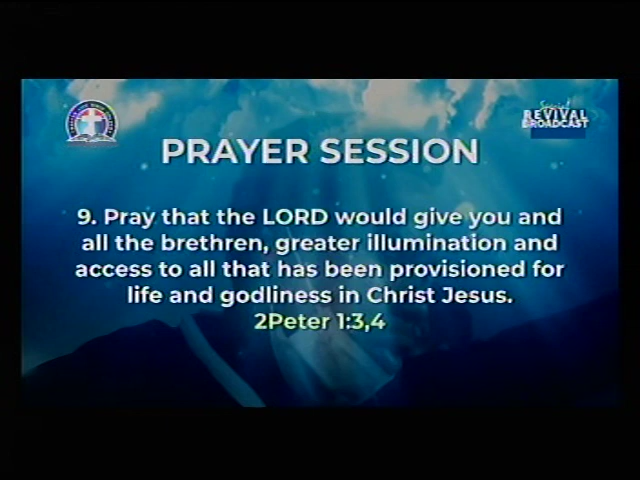 Special
REVIVAL
BROADCAST
PRAYER SESSION
9. Pray that the LORD would give you and
all the brethren, greater illumination and
access to all that has been provisioned for
life and godliness in Christ Jesus.
2Peter 1:3,4